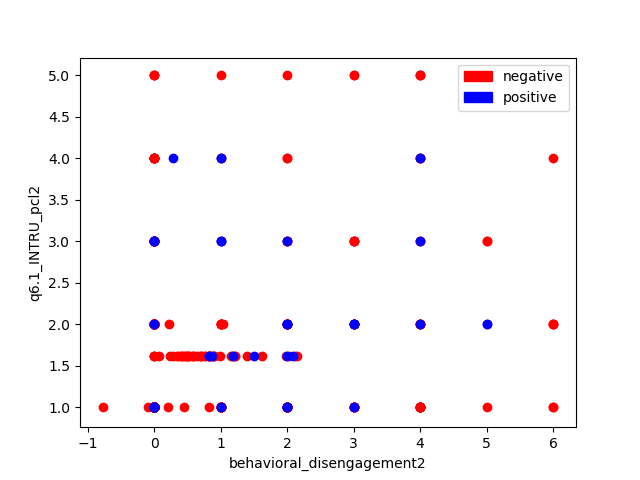 negative
positive
5.0
4.5
4.0
3.5
3.0
2.5
2.0
1.5
1.0
q6.1_INTRU_pcl2
−1 0 1 2 3 4 5 6
behavioral_disengagement2